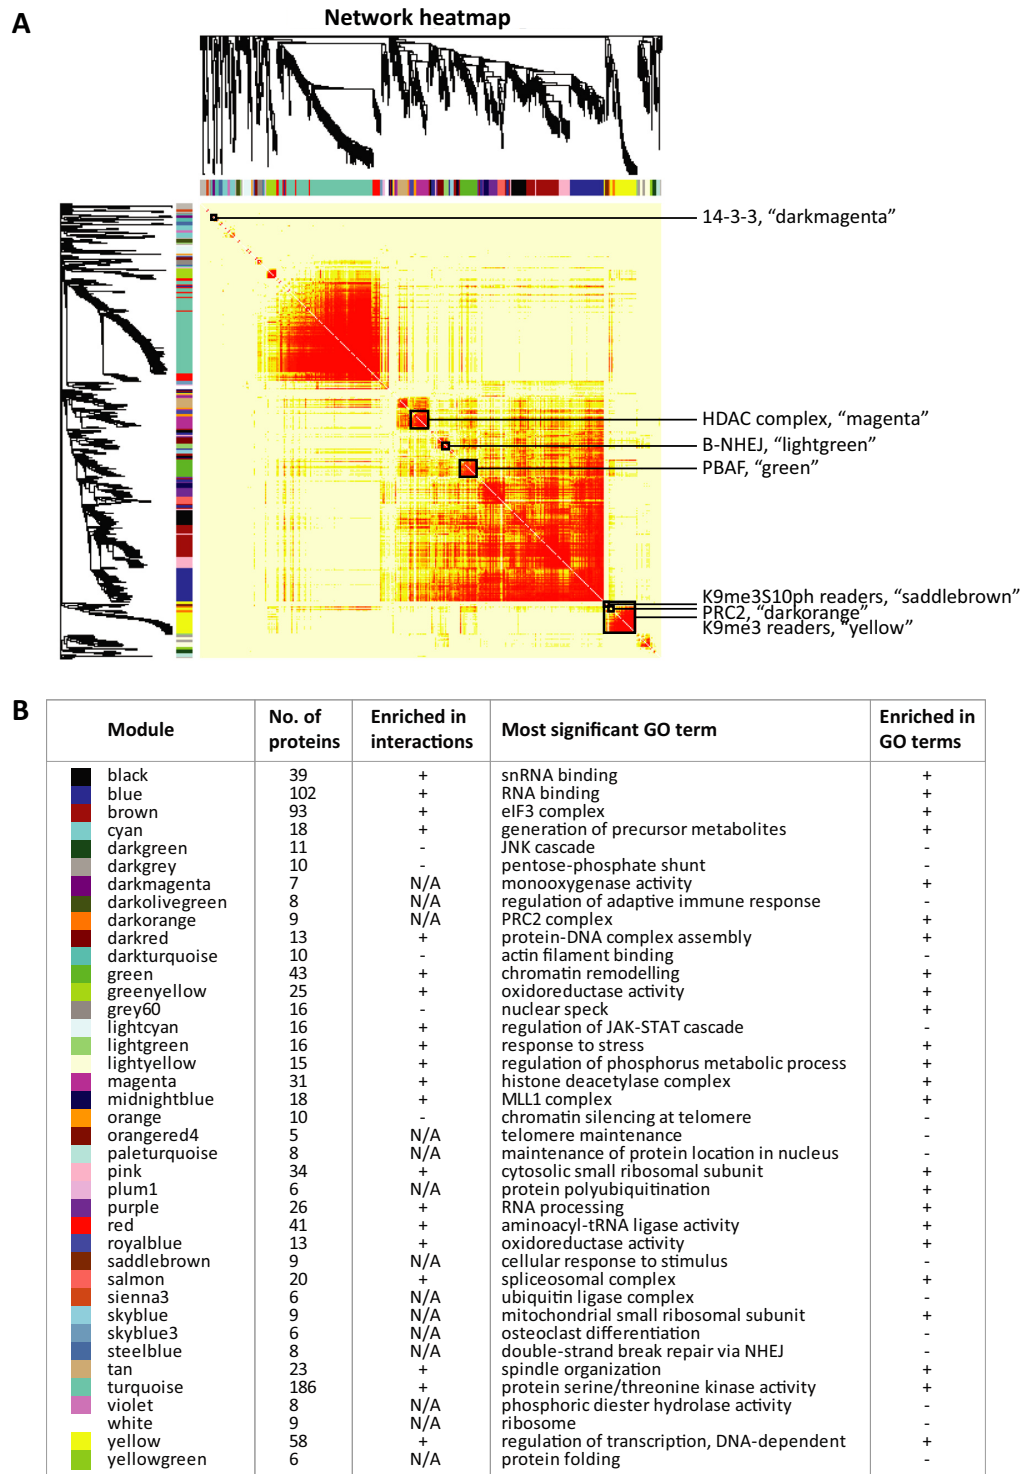 A
Network heatmap
14-3-3, “darkmagenta”
HDAC complex, “magenta”
B-NHEJ, “lightgreen”
PBAF, “green”
K9me3S10ph readers, “saddlebrown”
PRC2, “darkorange”
K9me3 readers, “yellow”
B
Module No. of proteins Enriched in interactions Most significant GO term Enriched in GO terms
black 39 + snRNA binding +
blue 102 + RNA binding +
brown 93 + eIF3 complex +
cyan 18 + generation of precursor metabolites +
darkgreen 11 - JNK cascade -
darkgrey 10 - pentose-phosphate shunt -
darkmagenta 7 N/A monooxygenase activity +
darkolivegreen 8 N/A regulation of adaptive immune response -
darkorange 9 N/A PRC2 complex +
darkred 13 + protein-DNA complex assembly +
darkturquoise 10 - actin filament binding -
green 43 + chromatin remodelling +
greenyellow 25 + oxidoreductase activity +
grey60 16 - nuclear speck +
lightcyan 16 + regulation of JAK-STAT cascade -
lightgreen 16 + response to stress +
lightyellow 15 + regulation of phosphorus metabolic process +
magenta 31 + histone deacetylase complex +
midnightblue 18 + MLL1 complex +
orange 10 - chromatin silencing at telomere -
orangered4 5 N/A telomere maintenance -
paleturquoise 8 N/A maintenance of protein location in nucleus -
pink 34 + cytosolic small ribosomal subunit +
plum1 6 N/A protein polyubiquitination +
purple 26 + RNA processing +
red 41 + aminoacyl-tRNA ligase activity +
royalblue 13 + oxidoreductase activity +
saddlebrown 9 N/A cellular response to stimulus -
salmon 20 + spliceosomal complex +
sienna3 6 N/A ubiquitin ligase complex -
skyblue 9 N/A mitochondrial small ribosomal subunit +
skyblue3 6 N/A osteoclast differentiation -
steelblue 8 N/A double-strand break repair via NHEJ -
tan 23 + spindle organization +
turquoise 186 + protein serine/threonine kinase activity +
violet 8 N/A phosphoric diester hydrolase activity -
white 9 N/A ribosome -
yellow 58 + regulation of transcription, DNA-dependent +
yellowgreen 6 N/A protein folding -